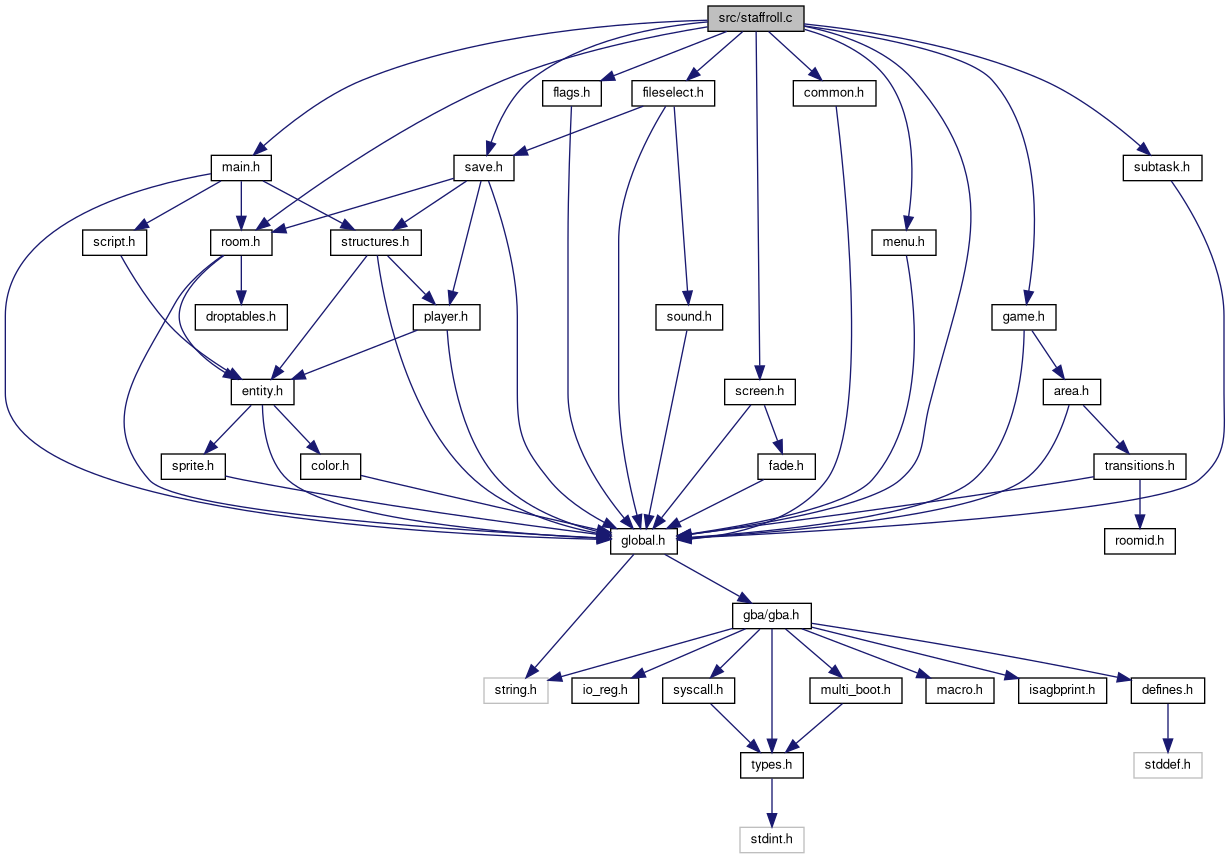 src/staffroll.c
flags.h
fileselect.h
common.h
main.h
save.h
subtask.h
script.h
room.h
structures.h
menu.h
droptables.h
player.h
sound.h
game.h
entity.h
screen.h
area.h
sprite.h
color.h
fade.h
transitions.h
global.h
roomid.h
gba/gba.h
string.h
io_reg.h
syscall.h
multi_boot.h
macro.h
isagbprint.h
defines.h
types.h
stddef.h
stdint.h